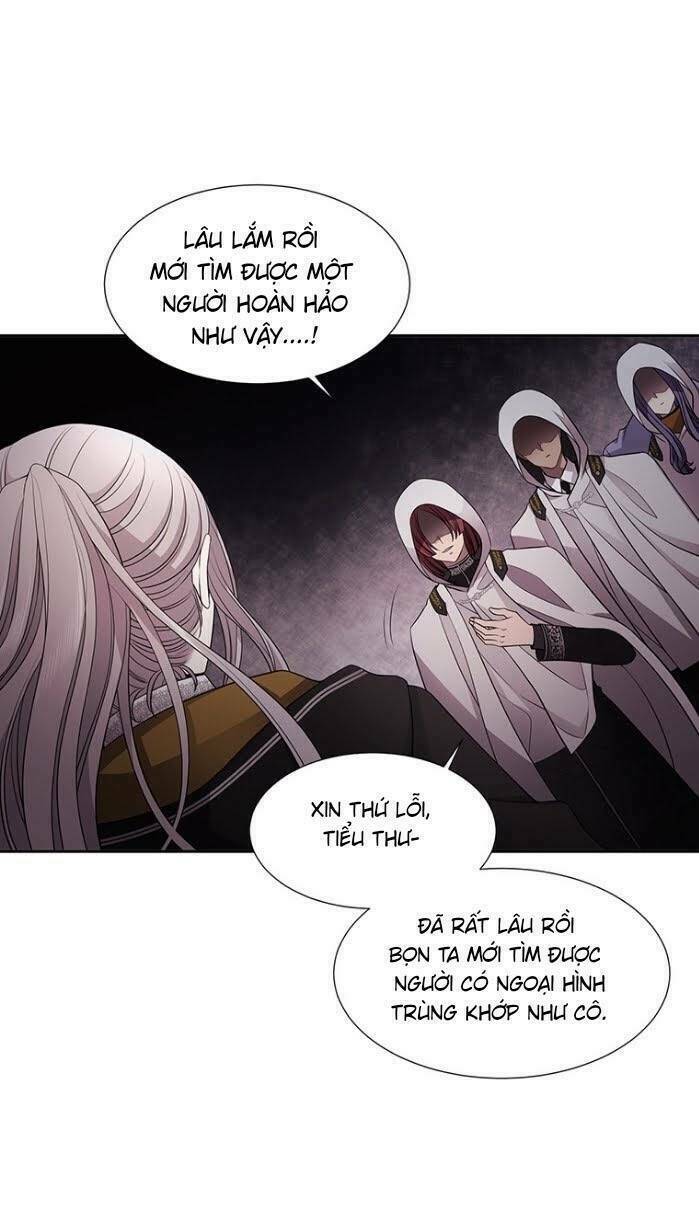 LÂU LẮM RỒI
MỚI TÌM ĐƯỢC MỘT
NGƯỜI HOÀN HẢO
NHƯ VẬY....!
XIN THỨ LỖI,
TIỂU THƯ-
ĐÃ RẤT LÂU RỒI
BỌN TA MỚI TÌM ĐƯỢC
NGƯỜI CÓ NGOẠI HÌNH
TRÙNG KHỚP NHƯ CÔ.